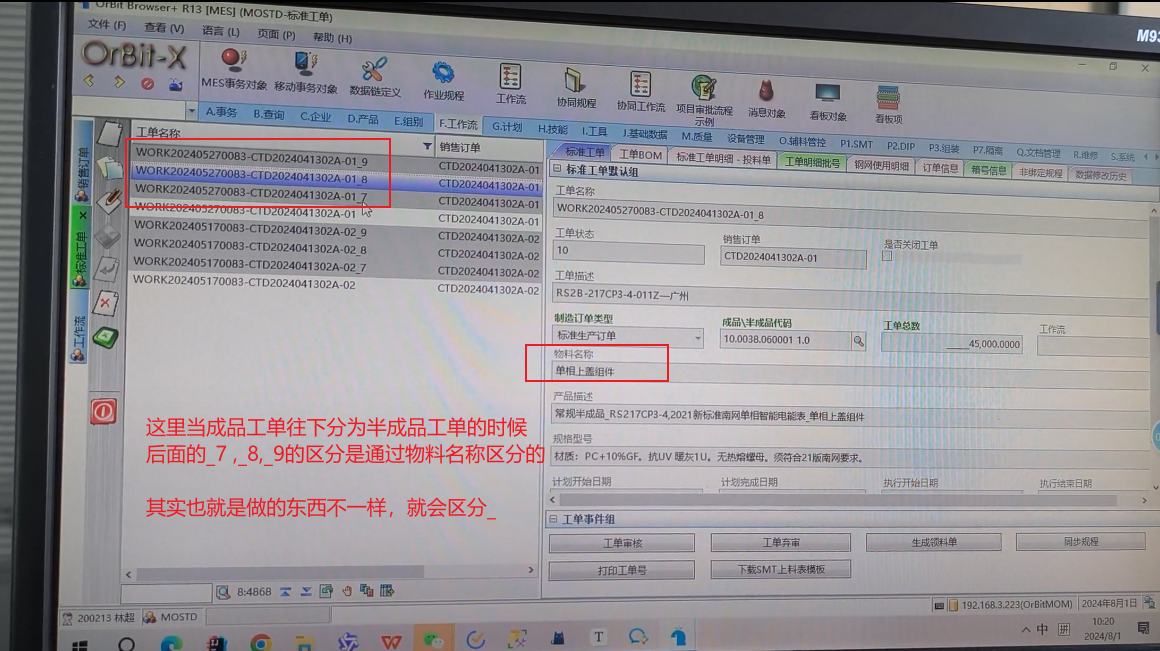 OrBit Browser+ R13 [MES] (MOSTD-标准工单)
M93
文件 (F) 查看 (V) 语言 (L) 页面 (P) 帮助 (H)
OrBit-X
MES事务对象 移动事务对象 数据链定义 作业规程 工作流 协同规程 协同工作流 项目审批流程示例 消息对象 看板对象 看板项
A.事务 B.查询 C.企业 D.产品 E.组别 F.工作流 G.计划 H.技能 I.工具 J.基础数据 M.质量 设备管理 O.辅料管控 P1.SMT P2.DIP P3.组装 P7.隔离 Q.文档管理 R.维修 S.系统
销售订单
标准工单
工作流
工单名称 销售订单
WORK202405270083-CTD2024041302A-01_9 CTD2024041302A-01
WORK202405270083-CTD2024041302A-01_8 CTD2024041302A-01
WORK202405270083-CTD2024041302A-01_7 CTD2024041302A-01
WORK202405270083-CTD2024041302A-01 CTD2024041302A-01
WORK202405170083-CTD2024041302A-02_9 CTD2024041302A-02
WORK202405170083-CTD2024041302A-02_8 CTD2024041302A-02
WORK202405170083-CTD2024041302A-02_7 CTD2024041302A-02
WORK202405170083-CTD2024041302A-02 CTD2024041302A-02
标准工单 工单BOM 标准工单明细 - 投料单 工单明细批号 钢网使用明细 订单信息 箱号信息 非绑定规程 数据修改历史
标准工单默认组
工单名称
WORK202405270083-CTD2024041302A-01_8
工单状态 销售订单 是否关闭工单
10 CTD2024041302A-01
工单描述
RS2B-217CP3-4-011Z—广州
制造订单类型 成品\半成品代码 工单总数 工作流
标准生产订单 10.0038.060001 1.0 _____45,000.0000
物料名称
单相上盖组件
产品描述
常规半成品_RS217CP3-4,2021新标准南网单相智能电能表_单相上盖组件
规格型号
材质：PC+10%GF。抗UV 暖灰1U。无热熔螺母。须符合21版南网要求。
计划开始日期 计划完成日期 执行开始日期 执行结束日期
工单事件组
工单审核 工单弃审 生成领料单 同步规程
打印工单号 下载SMT上料表模板
这里当成品工单往下分为半成品工单的时候
后面的_7 ,_8,_9的区分是通过物料名称区分的
其实也就是做的东西不一样，就会区分_
8:4868
200213 林超 MOSTD 192.168.3.223(OrBitMOM) 2024年8月1日
中 拼 10:20
2024/8/1